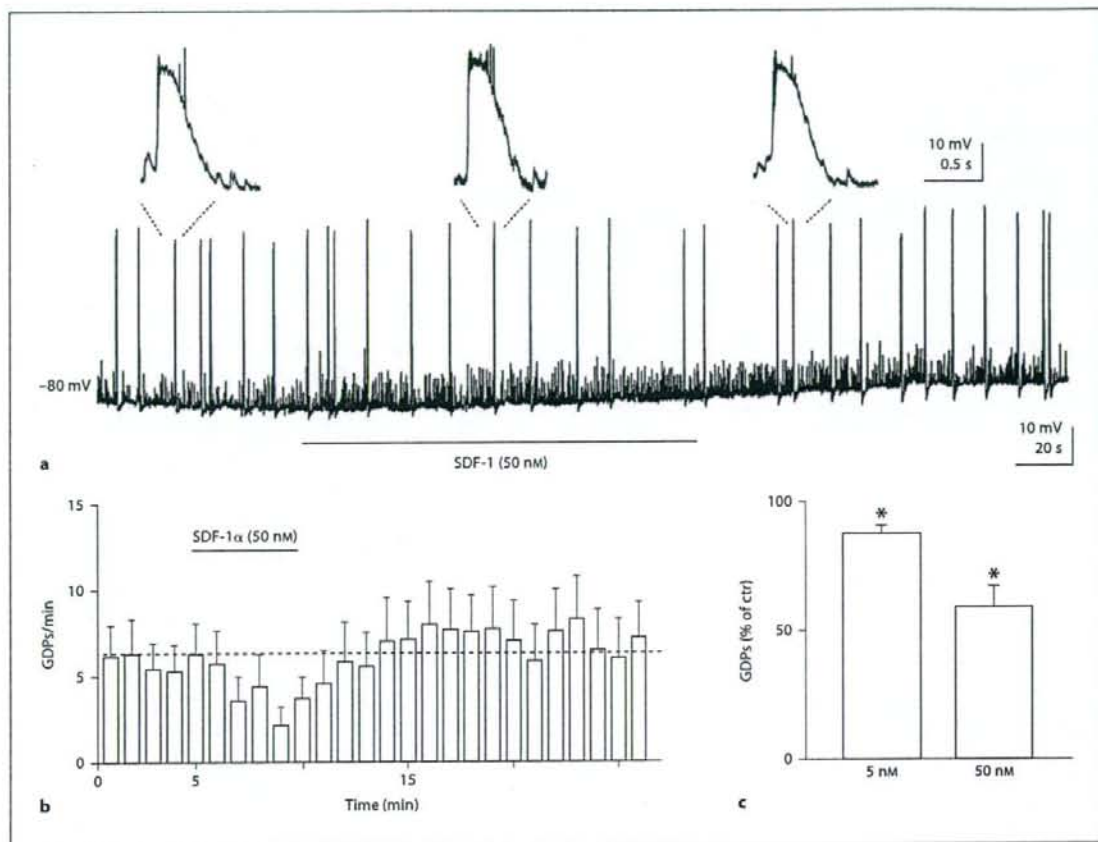 10 mV
0.5 s
–80 mV
10 mV
20 s
SDF-1 (50 nM)
a
15
10
5
0
GDPs/min
SDF-1α (50 nM)
0
5
15
Time (min)
b
100
50
0
GDPs (% of ctr)
*
*
5 nM
50 nM
c